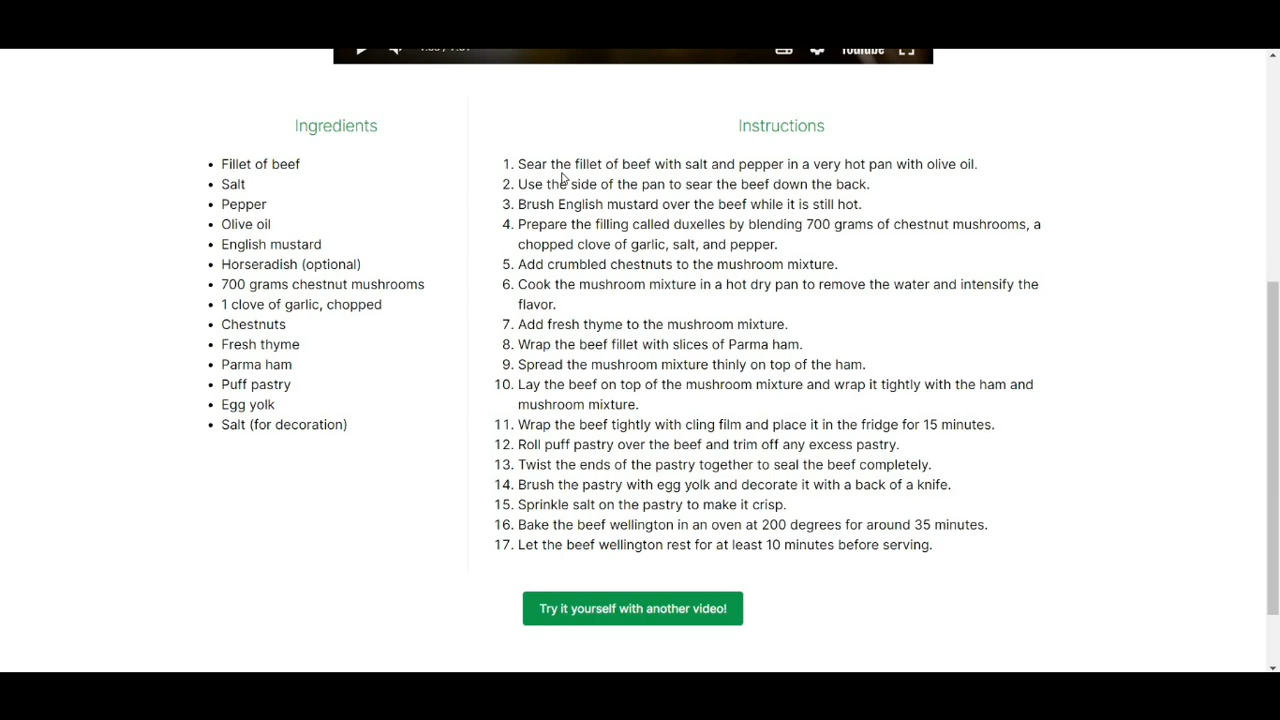 YouTube
Ingredients
Instructions
Fillet of beef
Salt
Pepper
Olive oil
English mustard
Horseradish (optional)
700 grams chestnut mushrooms
1 clove of garlic, chopped
Chestnuts
Fresh thyme
Parma ham
Puff pastry
Egg yolk
Salt (for decoration)
1. Sear the fillet of beef with salt and pepper in a very hot pan with olive oil.
2. Use the side of the pan to sear the beef down the back.
3. Brush English mustard over the beef while it is still hot.
4. Prepare the filling called duxelles by blending 700 grams of chestnut mushrooms, a
chopped clove of garlic, salt, and pepper.
5. Add crumbled chestnuts to the mushroom mixture.
6. Cook the mushroom mixture in a hot dry pan to remove the water and intensify the
flavor.
7. Add fresh thyme to the mushroom mixture.
8. Wrap the beef fillet with slices of Parma ham.
9. Spread the mushroom mixture thinly on top of the ham.
10. Lay the beef on top of the mushroom mixture and wrap it tightly with the ham and
mushroom mixture.
11. Wrap the beef tightly with cling film and place it in the fridge for 15 minutes.
12. Roll puff pastry over the beef and trim off any excess pastry.
13. Twist the ends of the pastry together to seal the beef completely.
14. Brush the pastry with egg yolk and decorate it with a back of a knife.
15. Sprinkle salt on the pastry to make it crisp.
16. Bake the beef wellington in an oven at 200 degrees for around 35 minutes.
17. Let the beef wellington rest for at least 10 minutes before serving.
Try it yourself with another video!